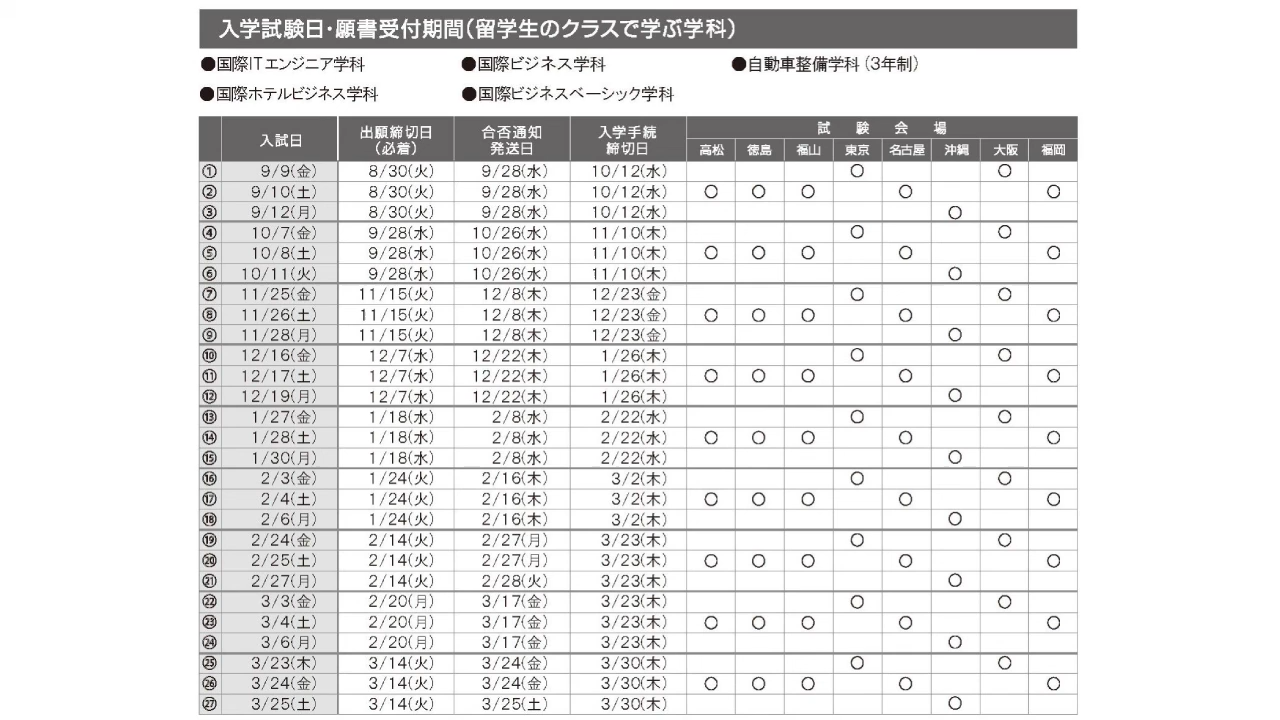 入学試験日・願書受付期間(留学生のクラスで学ぶ学科)
●国際ITエンジニア学科 ●国際ビジネス学科 ●自動車整備学科(3年制)
●国際ホテルビジネス学科 ●国際ビジネスベーシック学科
入試日 出願締切日(必着) 合否通知発送日 入学手続締切日 試験会場
高松 徳島 福山 東京 名古屋 沖縄 大阪 福岡
① 9/9(金) 8/30(火) 9/28(水) 10/12(水) ○ ○
② 9/10(土) 8/30(火) 9/28(水) 10/12(水) ○ ○ ○ ○ ○
③ 9/12(月) 8/30(火) 9/28(水) 10/12(水) ○
④ 10/7(金) 9/28(水) 10/26(水) 11/10(木) ○ ○
⑤ 10/8(土) 9/28(水) 10/26(水) 11/10(木) ○ ○ ○ ○ ○
⑥ 10/11(火) 9/28(水) 10/26(水) 11/10(木) ○
⑦ 11/25(金) 11/15(火) 12/8(木) 12/23(金) ○ ○
⑧ 11/26(土) 11/15(火) 12/8(木) 12/23(金) ○ ○ ○ ○ ○
⑨ 11/28(月) 11/15(火) 12/8(木) 12/23(金) ○
⑩ 12/16(金) 12/7(水) 12/22(木) 1/26(木) ○ ○
⑪ 12/17(土) 12/7(水) 12/22(木) 1/26(木) ○ ○ ○ ○ ○
⑫ 12/19(月) 12/7(水) 12/22(木) 1/26(木) ○
⑬ 1/27(金) 1/18(水) 2/8(水) 2/22(水) ○ ○
⑭ 1/28(土) 1/18(水) 2/8(水) 2/22(水) ○ ○ ○ ○ ○
⑮ 1/30(月) 1/18(水) 2/8(水) 2/22(水) ○
⑯ 2/3(金) 1/24(火) 2/16(木) 3/2(木) ○ ○
⑰ 2/4(土) 1/24(火) 2/16(木) 3/2(木) ○ ○ ○ ○ ○
⑱ 2/6(月) 1/24(火) 2/16(木) 3/2(木) ○
⑲ 2/24(金) 2/14(火) 2/27(月) 3/23(木) ○ ○
⑳ 2/25(土) 2/14(火) 2/27(月) 3/23(木) ○ ○ ○ ○ ○
㉑ 2/27(月) 2/14(火) 2/28(火) 3/23(木) ○
㉒ 3/3(金) 2/20(月) 3/17(金) 3/23(木) ○ ○
㉓ 3/4(土) 2/20(月) 3/17(金) 3/23(木) ○ ○ ○ ○ ○
㉔ 3/6(月) 2/20(月) 3/17(金) 3/23(木) ○
㉕ 3/23(木) 3/14(火) 3/24(金) 3/30(木) ○ ○
㉖ 3/24(金) 3/14(火) 3/24(金) 3/30(木) ○ ○ ○ ○ ○
㉗ 3/25(土) 3/14(火) 3/25(土) 3/30(木) ○